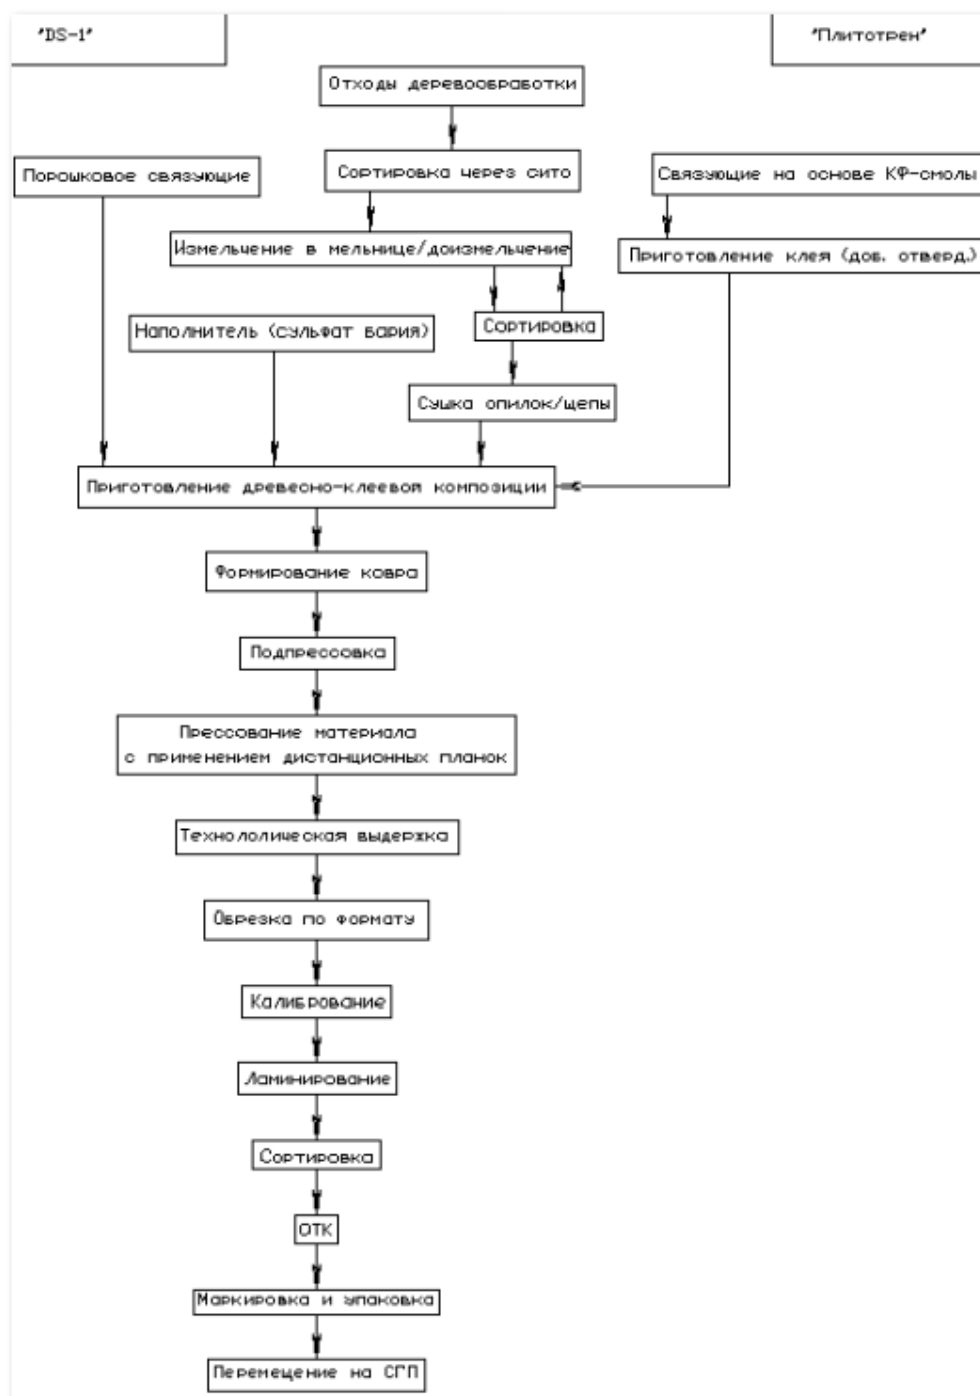 "DS-1"
"Плитотрен"
Отходы деревообработки
Порошковое связующие
Сортировка через сито
Связующие на основе КФ-смолы
Измельчение в мельнице/доизмельчение
Приготовление клея (доб. отверд.)
Наполнитель (сульфат бария)
Сортировка
Сушка опилок/щепы
Приготовление древесно-клеевой композиции
Формирование ковра
Подпрессовка
Прессование материала
с применением дистанционных планок
Технололическая выдержка
Обрезка по формату
Калибрование
Ламинирование
Сортировка
ОТК
Маркировка и упаковка
Перемещение на СГП